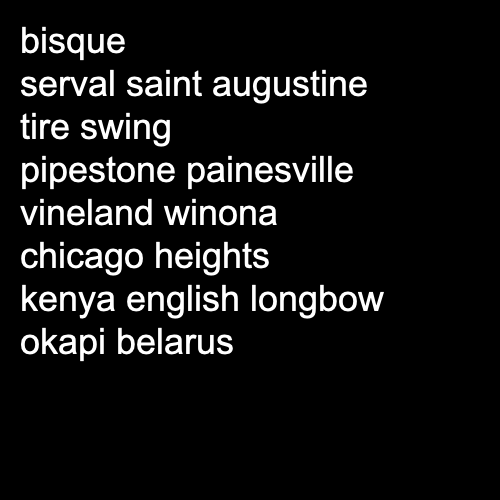 bisque
serval saint augustine
tire swing
pipestone painesville
vineland winona
chicago heights
kenya english longbow
okapi belarus